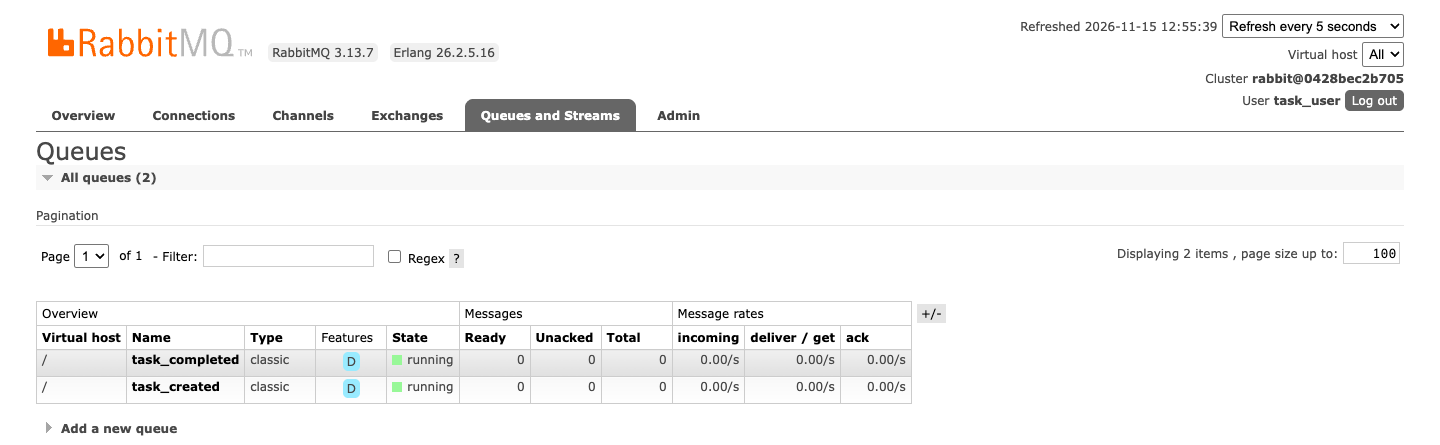 Refreshed 2026-11-15 12:55:39 Refresh every 5 seconds
RabbitMQ TM RabbitMQ 3.13.7 Erlang 26.2.5.16
Virtual host All
Cluster rabbit@0428bec2b705
User task_user Log out
Overview Connections Channels Exchanges Queues and Streams Admin
Queues
All queues (2)
Pagination
Page 1 of 1 - Filter: Regex ? Displaying 2 items , page size up to: 100
Overview Messages Message rates +/-
Virtual host Name Type Features State Ready Unacked Total incoming deliver / get ack
/ task_completed classic D running 0 0 0 0.00/s 0.00/s 0.00/s
/ task_created classic D running 0 0 0 0.00/s 0.00/s 0.00/s
Add a new queue